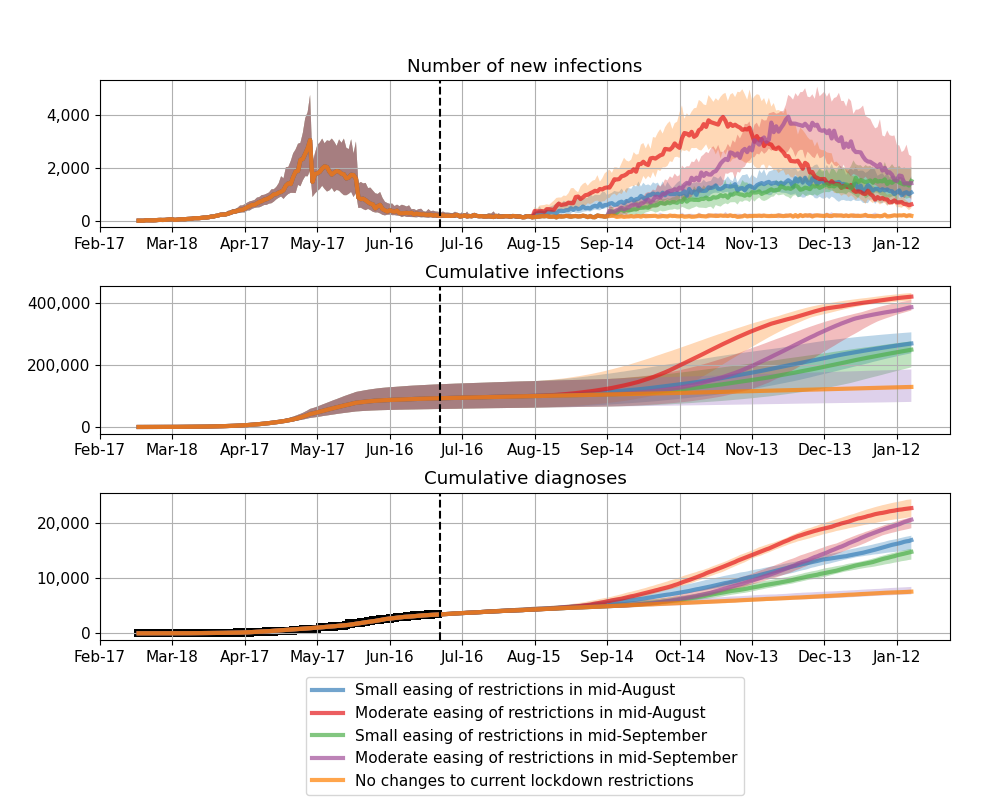 Number of new infections
4,000
2,000
0
Feb-17 Mar-18 Apr-17 May-17 Jun-16 Jul-16 Aug-15 Sep-14 Oct-14 Nov-13 Dec-13 Jan-12
Cumulative infections
400,000
200,000
0
Feb-17 Mar-18 Apr-17 May-17 Jun-16 Jul-16 Aug-15 Sep-14 Oct-14 Nov-13 Dec-13 Jan-12
Cumulative diagnoses
20,000
10,000
0
Feb-17 Mar-18 Apr-17 May-17 Jun-16 Jul-16 Aug-15 Sep-14 Oct-14 Nov-13 Dec-13 Jan-12
Small easing of restrictions in mid-August
Moderate easing of restrictions in mid-August
Small easing of restrictions in mid-September
Moderate easing of restrictions in mid-September
No changes to current lockdown restrictions